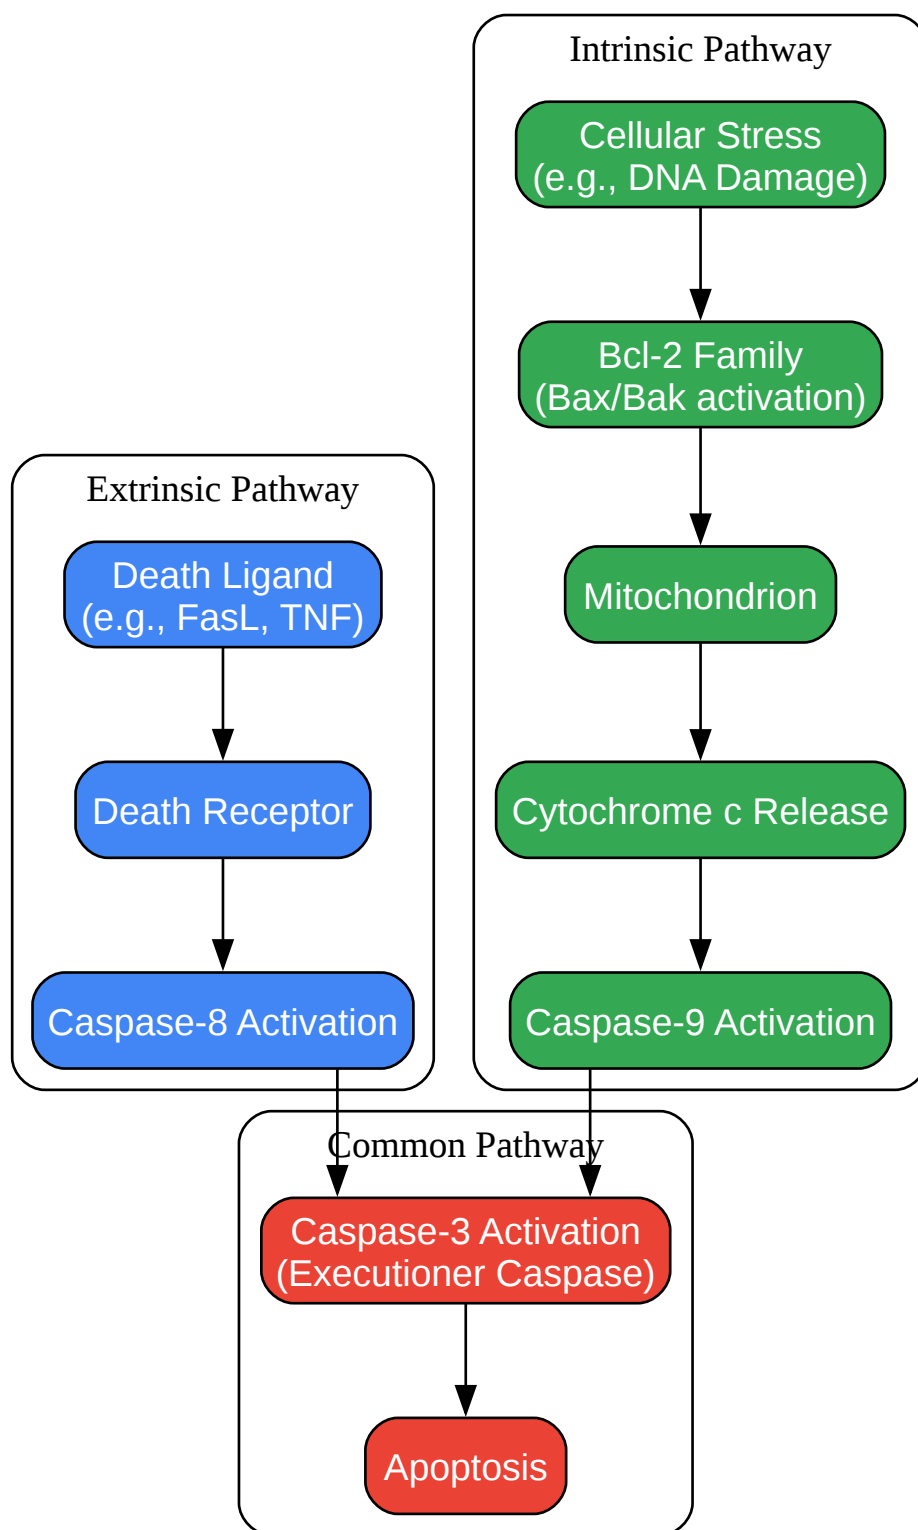 Intrinsic Pathway
Cellular Stress
(e.g., DNA Damage)
Bcl-2 Family
(Bax/Bak activation)
Mitochondrion
Cytochrome c Release
Caspase-9 Activation
Extrinsic Pathway
Death Ligand
(e.g., FasL, TNF)
Death Receptor
Caspase-8 Activation
Common Pathway
Caspase-3 Activation
(Executioner Caspase)
Apoptosis